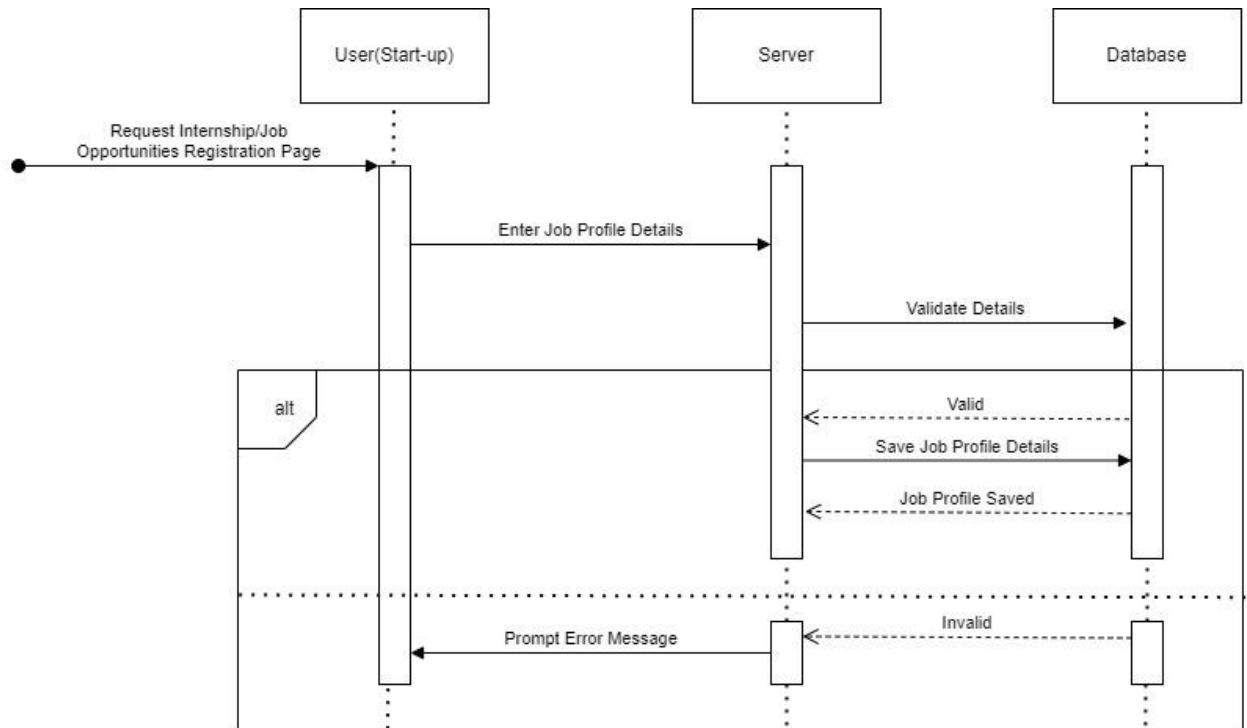 User(Start-up)
Server
Database
Request Internship/Job
Opportunities Registration Page
Enter Job Profile Details
Validate Details
alt
Valid
Save Job Profile Details
Job Profile Saved
Invalid
Prompt Error Message